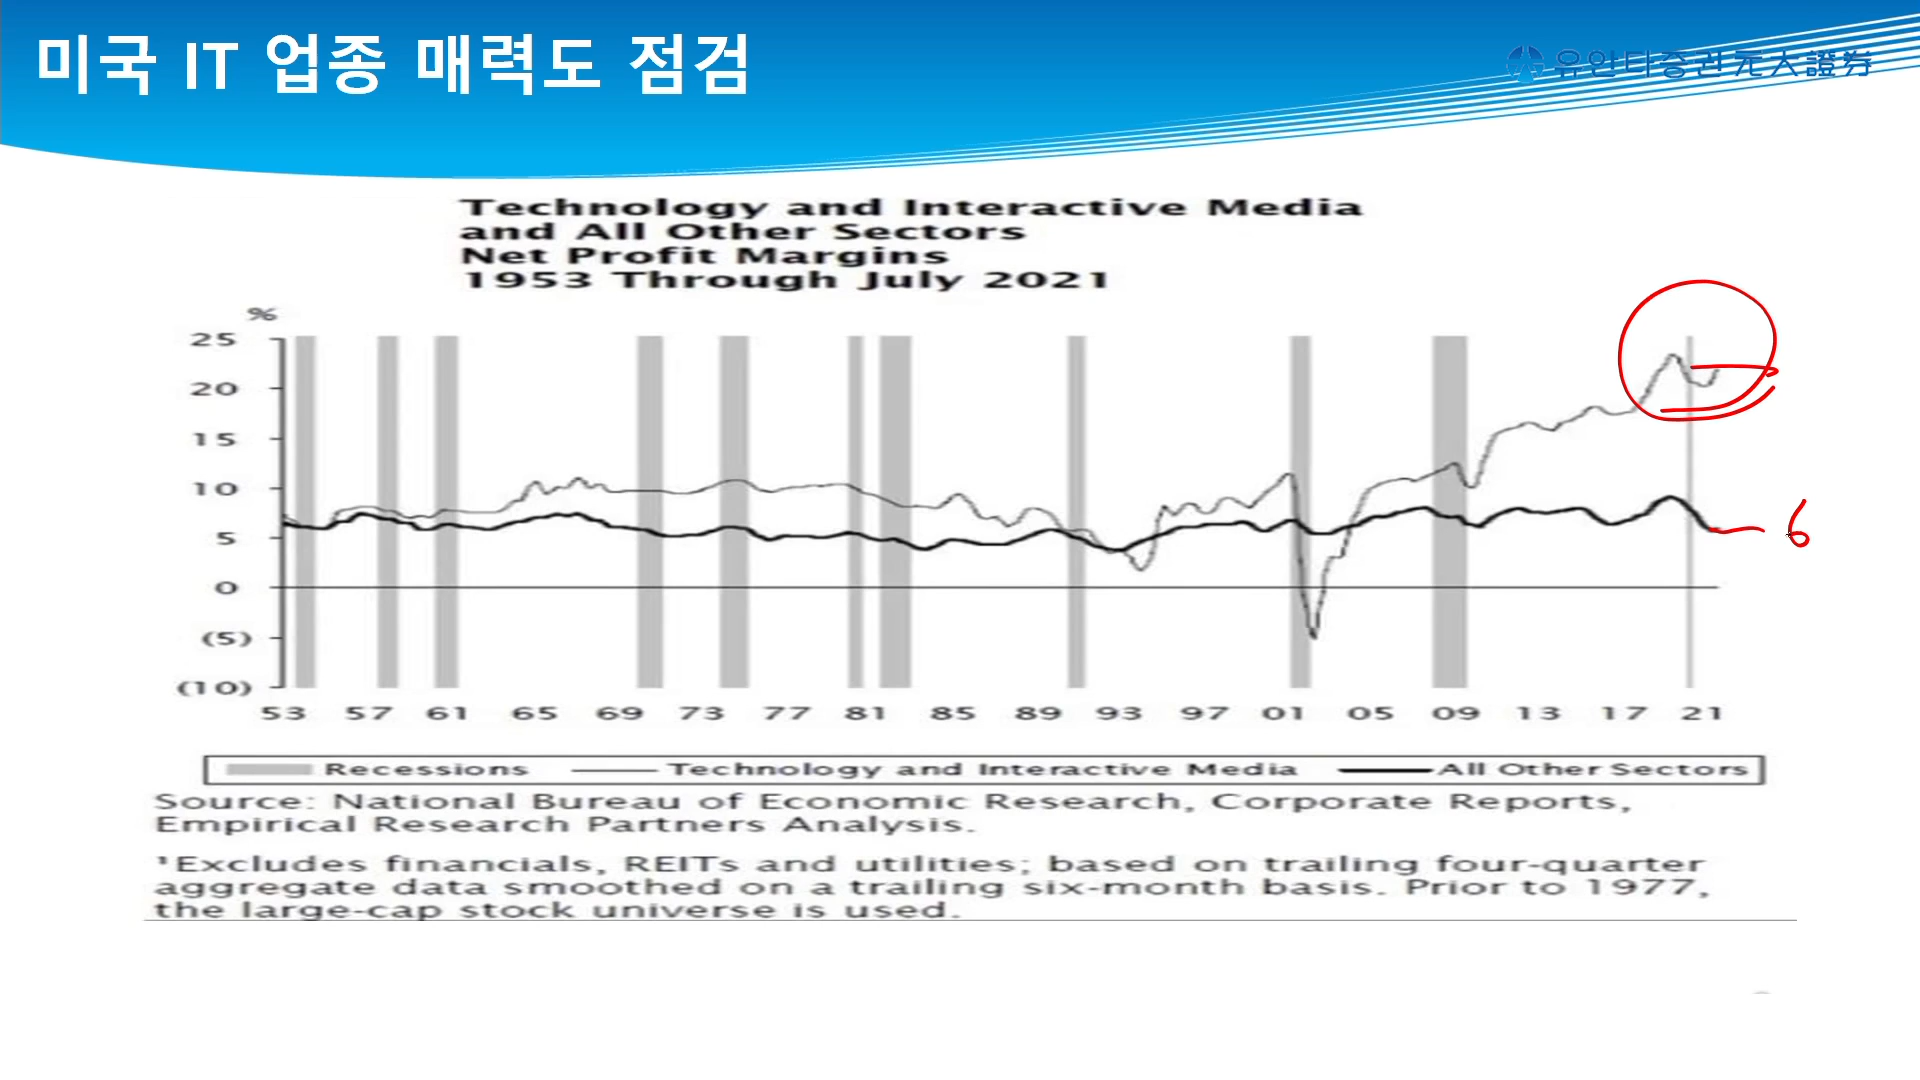 미국 IT 업종 매력도 점검
유안타증권 元大證券
Technology and Interactive Media
and All Other Sectors
Net Profit Margins
1953 Through July 2021
%
25
20
15
10
5
0
(5)
(10)
6
53 57 61 65 69 73 77 81 85 89 93 97 01 05 09 13 17 21
Recessions Technology and Interactive Media All Other Sectors
Source: National Bureau of Economic Research, Corporate Reports,
Empirical Research Partners Analysis.
¹Excludes financials, REITs and utilities; based on trailing four-quarter
aggregate data smoothed on a trailing six-month basis. Prior to 1977,
the large-cap stock universe is used.